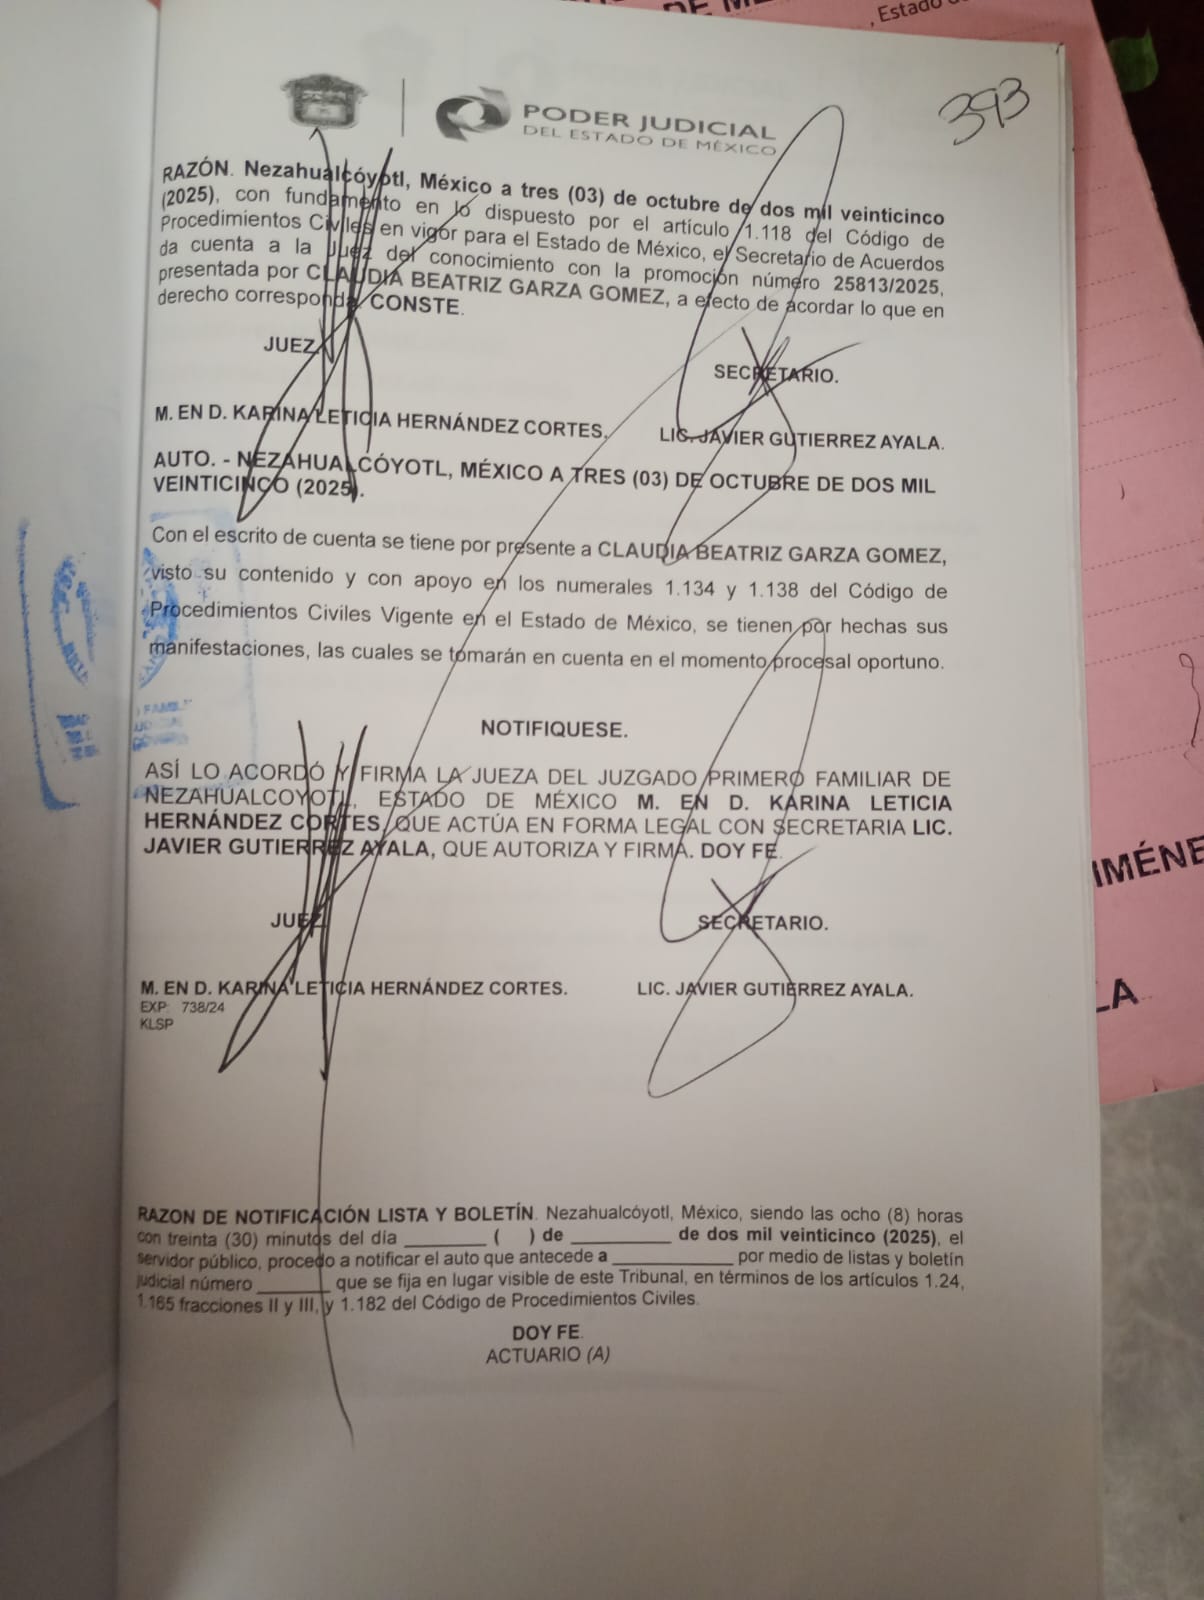 DE MÉ
, Estado de
393
PODER JUDICIAL
DEL ESTADO DE MÉXICO
RAZÓN. Nezahualcóyotl, México a tres (03) de octubre de dos mil veinticinco
(2025), con fundamento en lo dispuesto por el artículo 1.118 del Código de
Procedimientos Civiles en vigor para el Estado de México, el Secretario de Acuerdos
da cuenta a la Juez del conocimiento con la promoción número 25813/2025,
presentada por CLAUDIA BEATRIZ GARZA GOMEZ, a efecto de acordar lo que en
derecho corresponda. CONSTE.
JUEZ
SECRETARIO.
M. EN D. KARINA LETICIA HERNÁNDEZ CORTES.
LIC. JAVIER GUTIERREZ AYALA.
AUTO. - NEZAHUALCÓYOTL, MÉXICO A TRES (03) DE OCTUBRE DE DOS MIL
VEINTICINCO (2025).
Con el escrito de cuenta se tiene por presente a CLAUDIA BEATRIZ GARZA GOMEZ,
visto su contenido y con apoyo en los numerales 1.134 y 1.138 del Código de
Procedimientos Civiles Vigente en el Estado de México, se tienen por hechas sus
manifestaciones, las cuales se tomarán en cuenta en el momento procesal oportuno.
NOTIFIQUESE.
ASÍ LO ACORDÓ Y FIRMA LA JUEZA DEL JUZGADO PRIMERO FAMILIAR DE
NEZAHUALCOYOTL, ESTADO DE MÉXICO M. EN D. KARINA LETICIA
HERNÁNDEZ CORTES, QUE ACTÚA EN FORMA LEGAL CON SECRETARIA LIC.
JAVIER GUTIERREZ AYALA, QUE AUTORIZA Y FIRMA. DOY FE.
JUEZ
SECRETARIO.
M. EN D. KARINA LETICIA HERNÁNDEZ CORTES.
LIC. JAVIER GUTIERREZ AYALA.
EXP: 738/24
KLSP
RAZON DE NOTIFICACIÓN LISTA Y BOLETÍN. Nezahualcóyotl, México, siendo las ocho (8) horas
con treinta (30) minutos del día ________ (    ) de _________ de dos mil veinticinco (2025), el
servidor público, procedo a notificar el auto que antecede a ___________ por medio de listas y boletín
judicial número _______ que se fija en lugar visible de este Tribunal, en términos de los artículos 1.24,
1.165 fracciones II y III, y 1.182 del Código de Procedimientos Civiles.
DOY FE.
ACTUARIO (A)
IMÉNE
LA